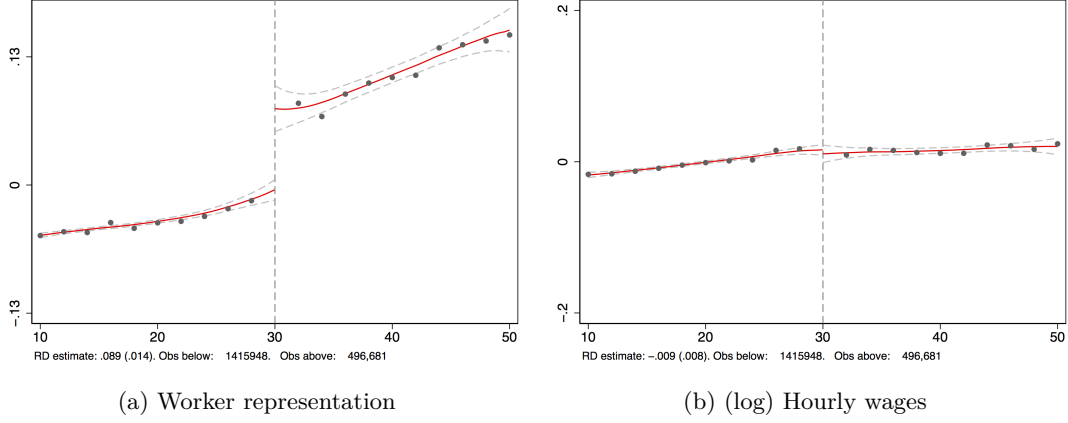 .13
0
-.13
10 20 30 40 50
RD estimate: .089 (.014). Obs below: 1415948. Obs above: 496,681
(a) Worker representation
.2
0
-.2
10 20 30 40 50
RD estimate: -.009 (.008). Obs below: 1415948. Obs above: 496,681
(b) (log) Hourly wages